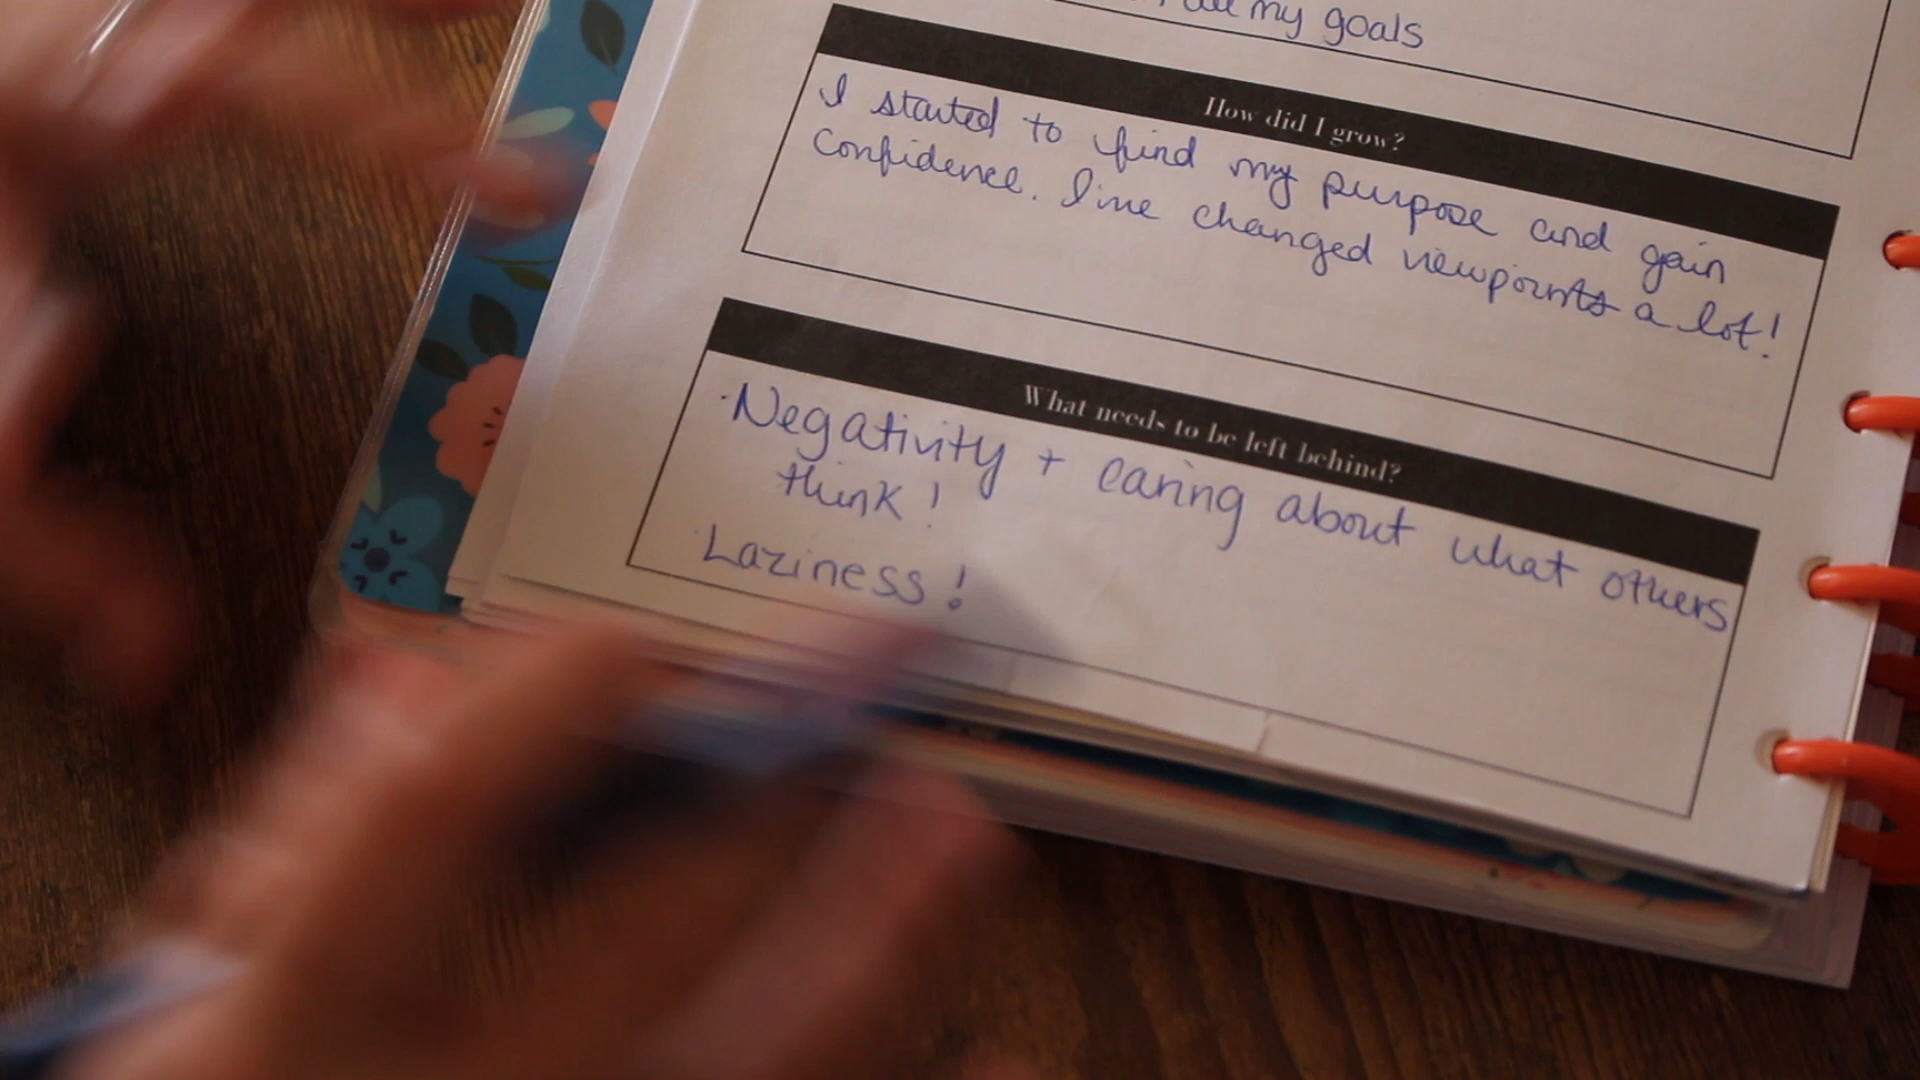 my goals
How did I grow?
I started to find my purpose and gain
Confidence. I've changed viewpoints a lot!
What needs to be left behind?
· Negativity + caring about what others
think!
· Laziness!